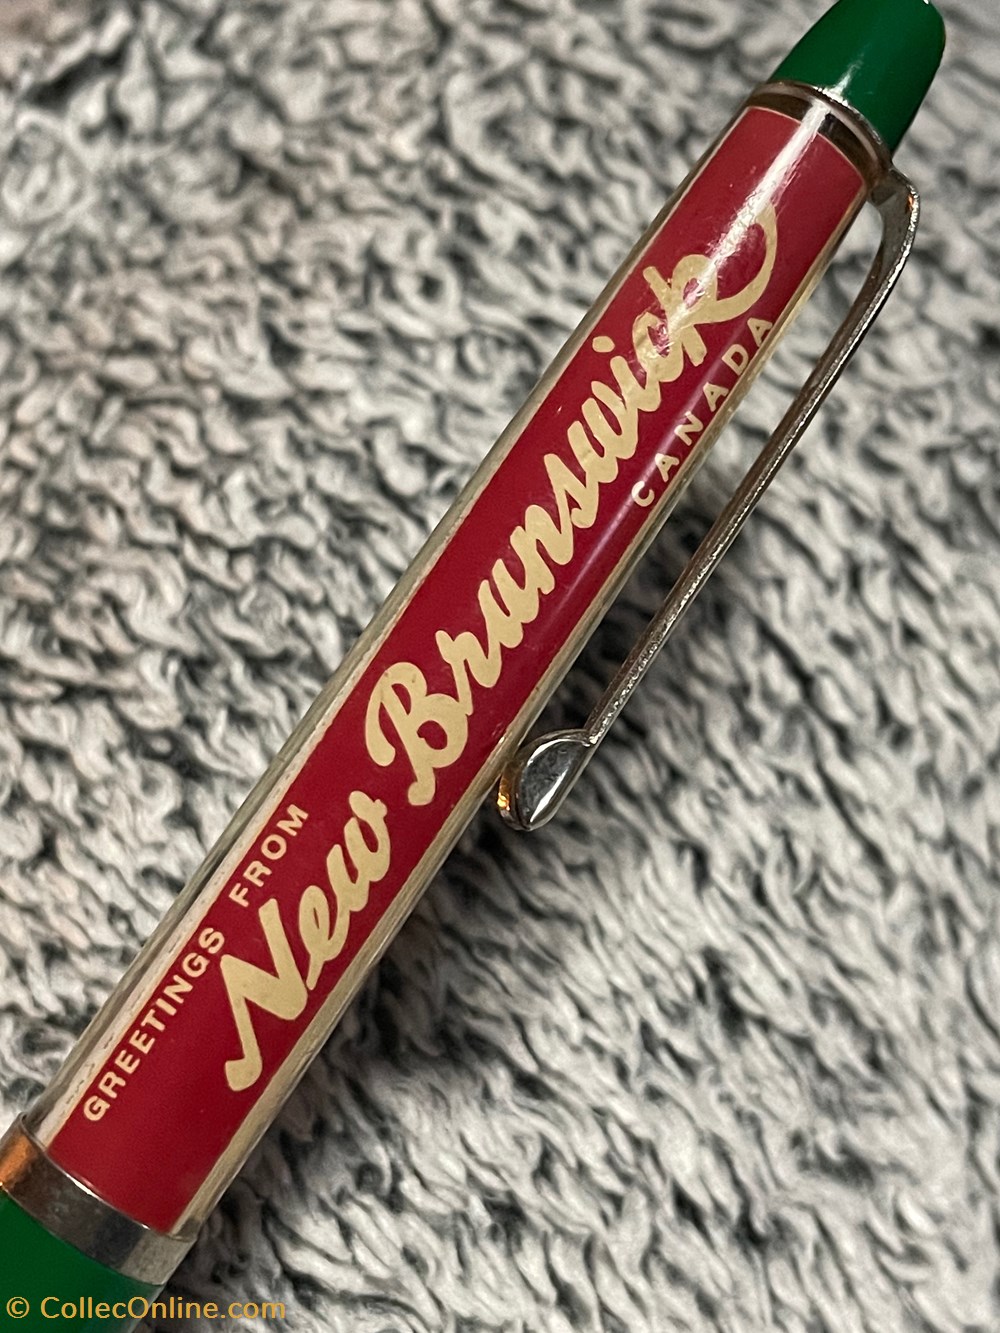 GREETINGS FROM
New Brunswick
CANADA
© CollecOnline.com